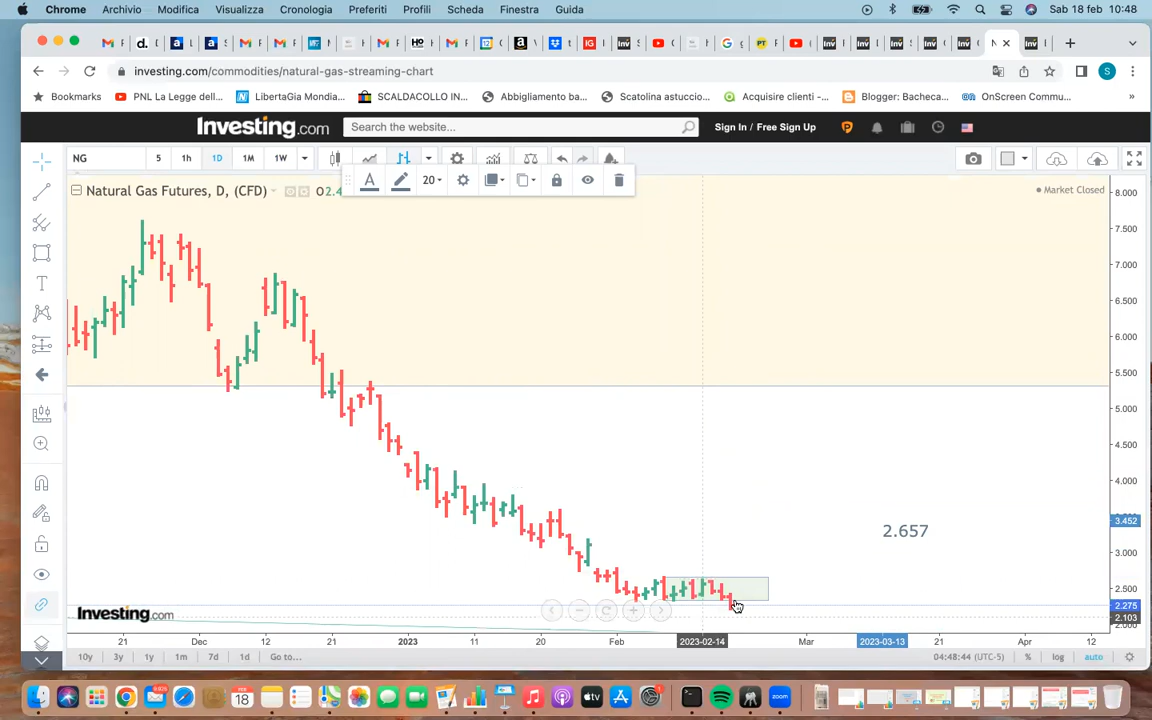 Chrome Archivio Modifica Visualizza Cronologia Preferiti Profili Scheda Finestra Guida Sab 18 feb 10:48
investing.com/commodities/natural-gas-streaming-chart
Bookmarks PNL La Legge dell... LibertaGia Mondia... SCALDACOLLO IN... Abbigliamento ba... Scatolina astuccio... Acquisire clienti -... Blogger: Bacheca... OnScreen Commu... »
Investing.com Search the website... Sign In / Free Sign Up
NG 5 1h 1D 1M 1W
20
Natural Gas Futures, D, (CFD) O2.4
Market Closed
8.000
7.500
7.000
6.500
6.000
5.500
5.000
4.500
4.000
3.452
2.657
3.000
2.500
2.275
2.103
Investing.com
21 Dec 12 21 2023 11 20 Feb 2023-02-14 Mar 2023-03-13 21 Apr 12
10y 3y 1y 1m 7d 1d Go to... 04:48:44 (UTC-5) % log auto